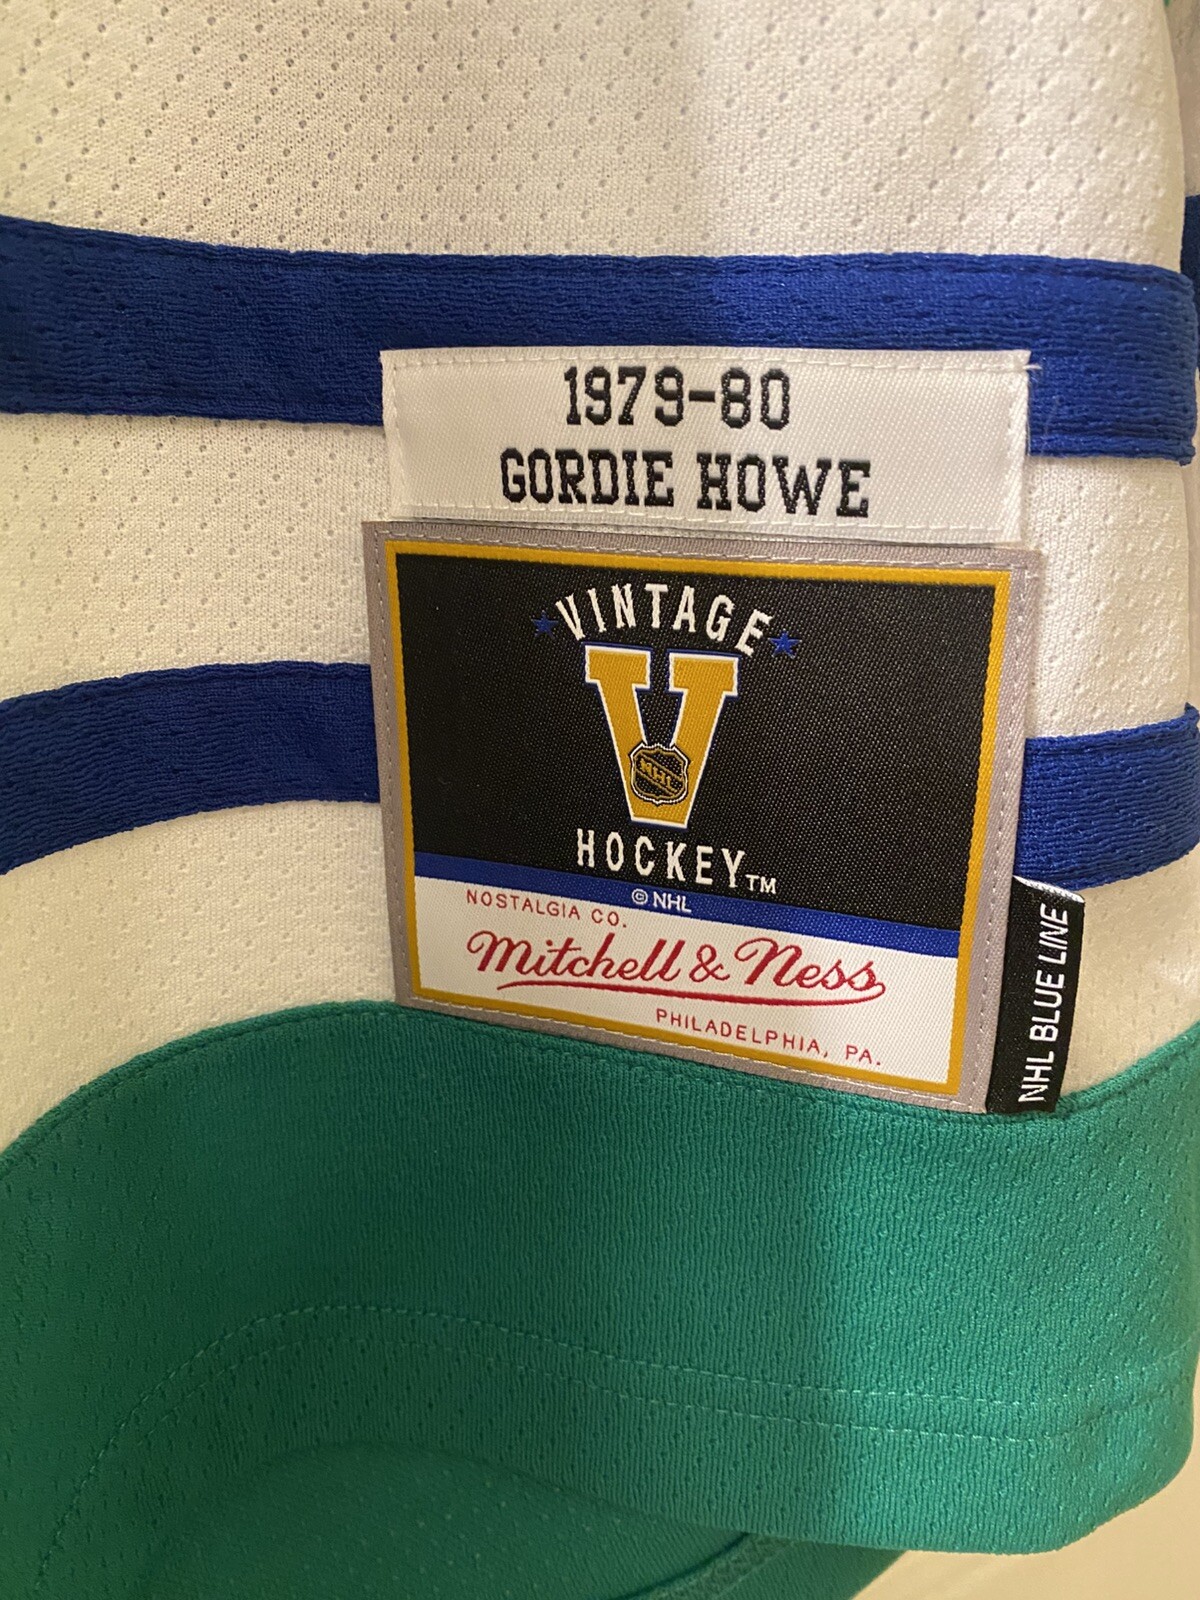 1979-80
GORDIE HOWE
VINTAGE
V
NHL
HOCKEY™
© NHL
NOSTALGIA CO.
Mitchell & Ness
PHILADELPHIA, PA.
NHL BLUE LINE